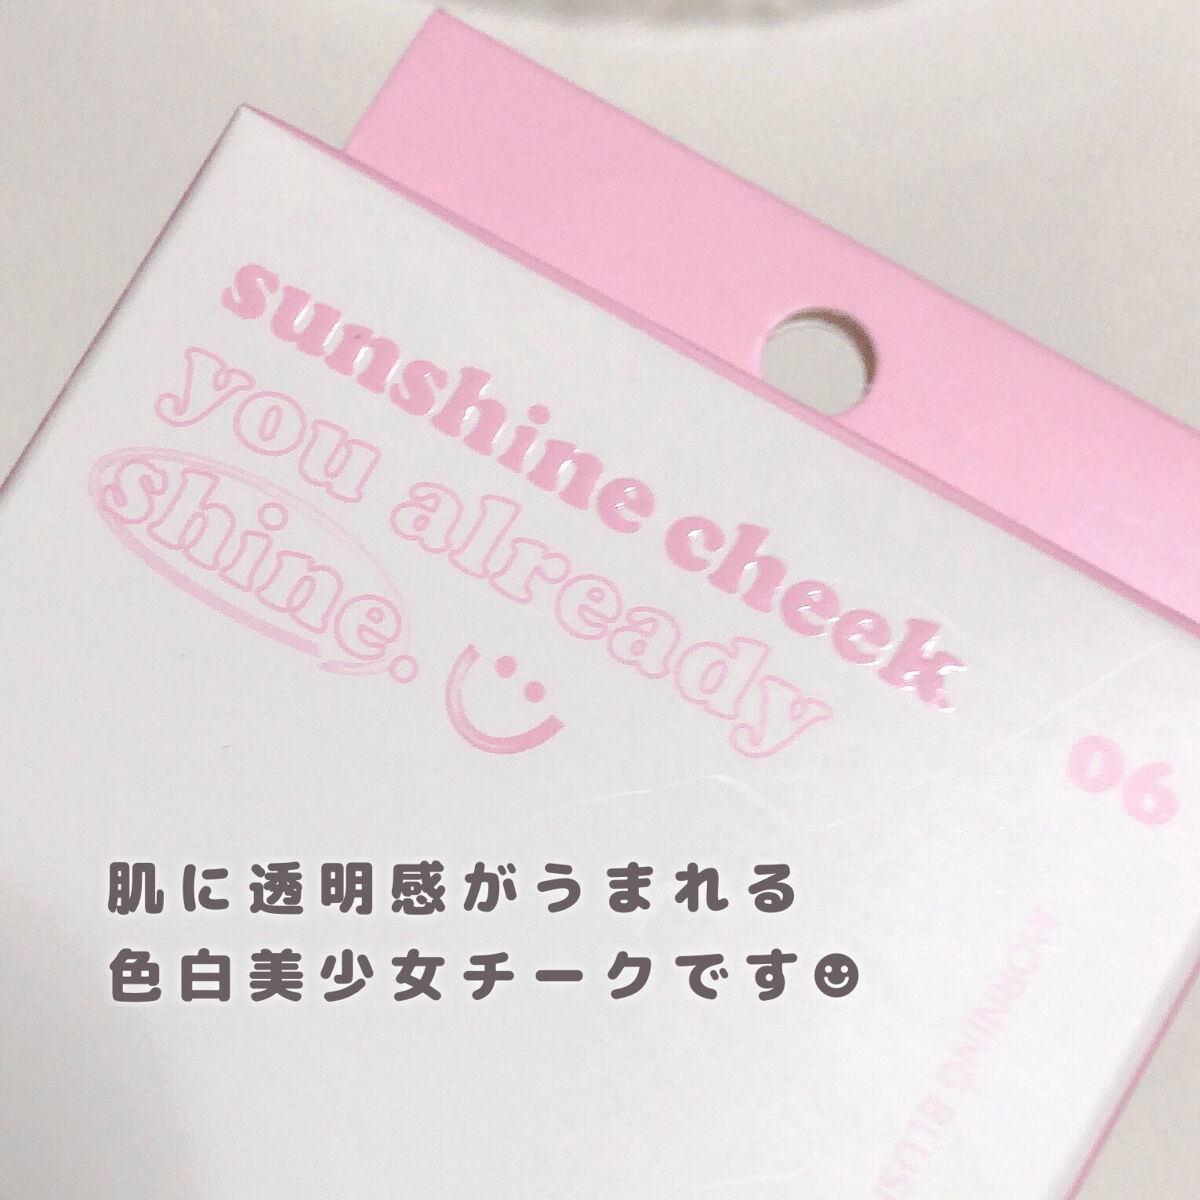 sunshine cheek
you already
shine.
06
MORNING BLUSH
肌に透明感がうまれる
色白美少女チークです☻